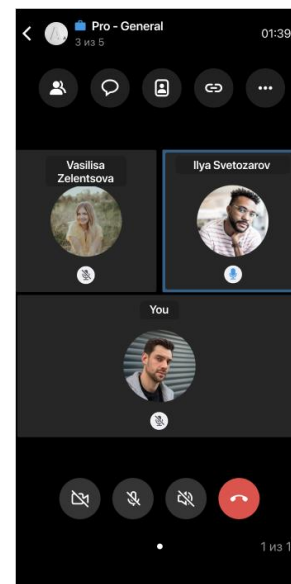 Pro - General
3 из 5
01:39
Vasilisa
Zelentsova
Ilya Svetozarov
You
1 из 1